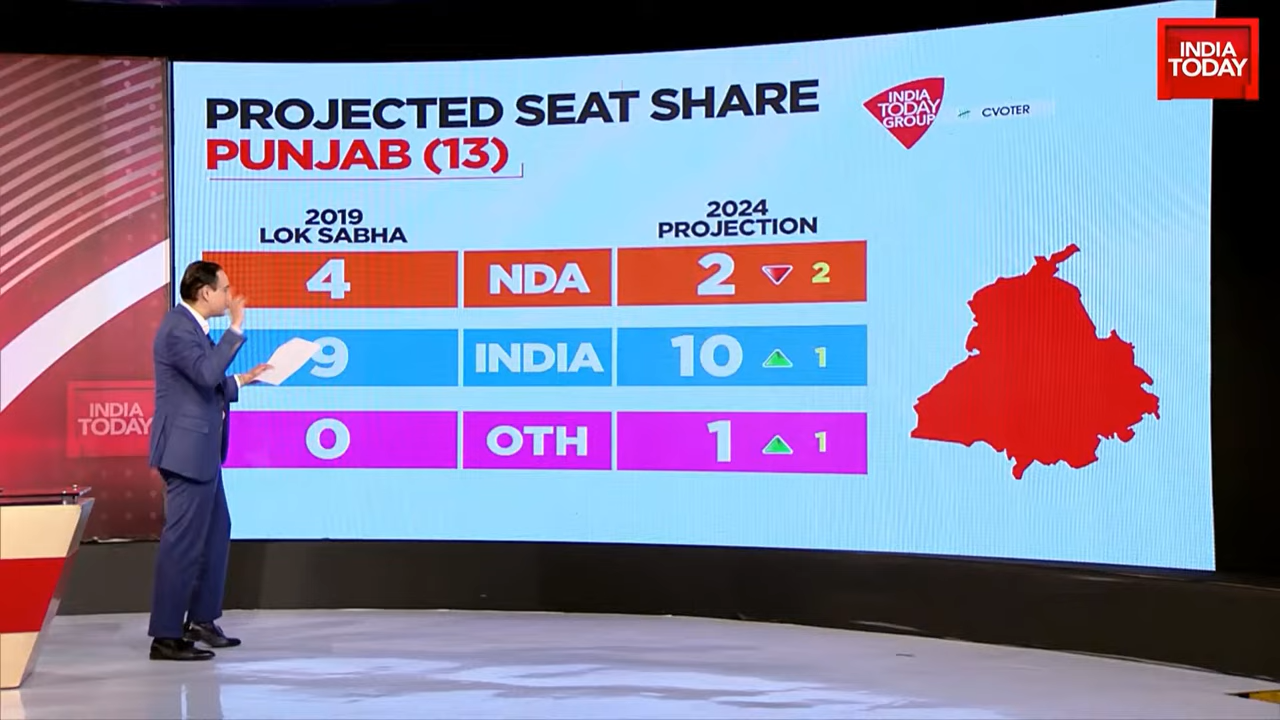 INDIA
TODAY
PROJECTED SEAT SHARE
PUNJAB (13)
INDIA
TODAY
GROUP
CVOTER
2019
LOK SABHA
2024
PROJECTION
4 NDA 2 2
9 INDIA 10 1
0 OTH 1 1
INDIA
TODAY